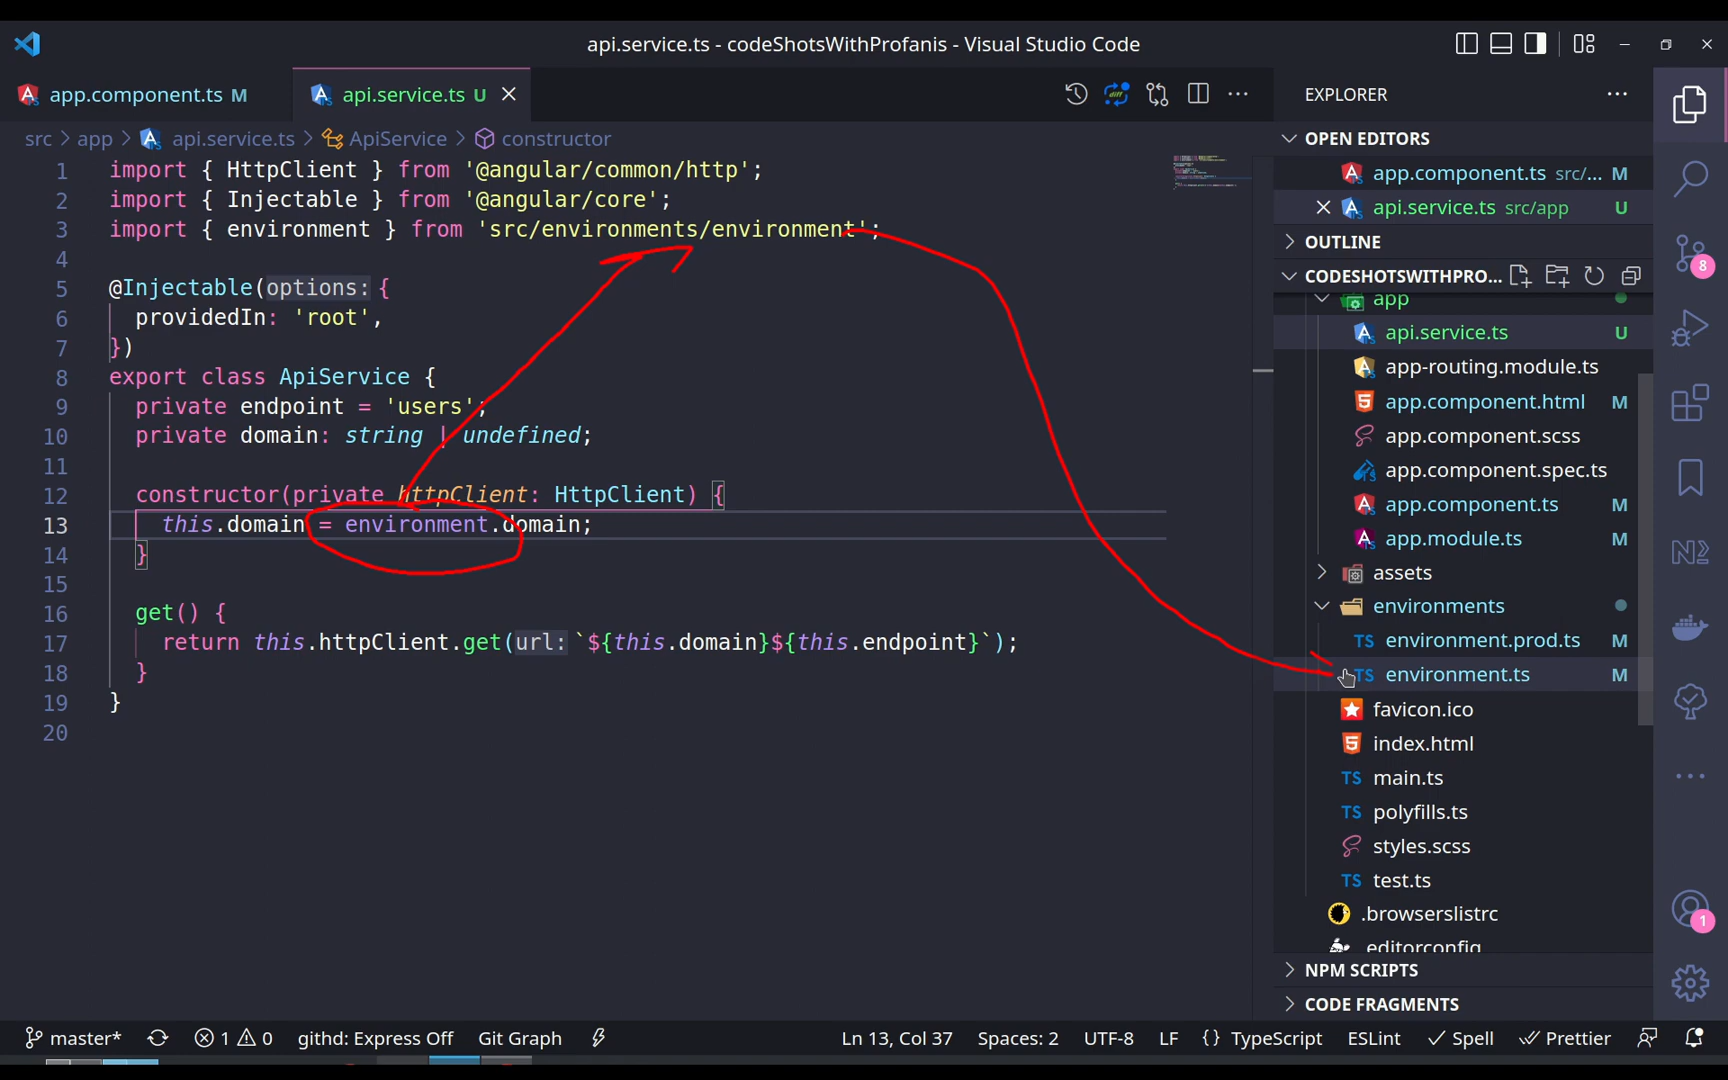 api.service.ts - codeShotsWithProfanis - Visual Studio Code
app.component.ts M
api.service.ts U
EXPLORER
src > app > api.service.ts > ApiService > constructor
1 import { HttpClient } from '@angular/common/http';
2 import { Injectable } from '@angular/core';
3 import { environment } from 'src/environments/environment';
4
5 @Injectable(options: {
6 providedIn: 'root',
7 })
8 export class ApiService {
9 private endpoint = 'users';
10 private domain: string | undefined;
11
12 constructor(private httpClient: HttpClient) {
13 this.domain = environment.domain;
14 }
15
16 get() {
17 return this.httpClient.get(url: `${this.domain}${this.endpoint}`);
18 }
19 }
20
OPEN EDITORS
app.component.ts src/... M
api.service.ts src/app U
OUTLINE
CODESHOTSWITHPRO...
app
api.service.ts U
app-routing.module.ts
app.component.html M
app.component.scss
app.component.spec.ts
app.component.ts M
app.module.ts M
assets
environments
TS environment.prod.ts M
TS environment.ts M
favicon.ico
index.html
TS main.ts
TS polyfills.ts
styles.scss
TS test.ts
.browserslistrc
.editorconfig
NPM SCRIPTS
CODE FRAGMENTS
8
1
master* 1 0 githd: Express Off Git Graph Ln 13, Col 37 Spaces: 2 UTF-8 LF {} TypeScript ESLint Spell Prettier